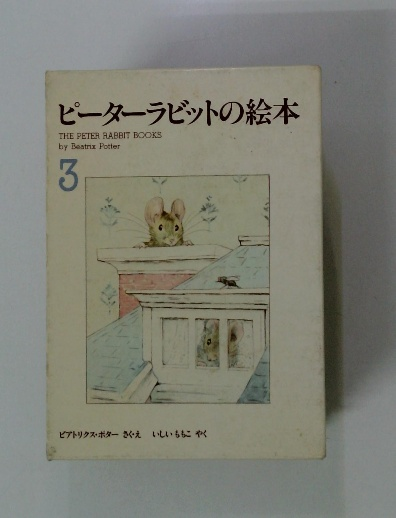 ピーターラビットの絵本
THE PETER RABBIT BOOKS
by Beatrix Potter
3
ビアトリクス・ポター さく・え いしいももこ やく